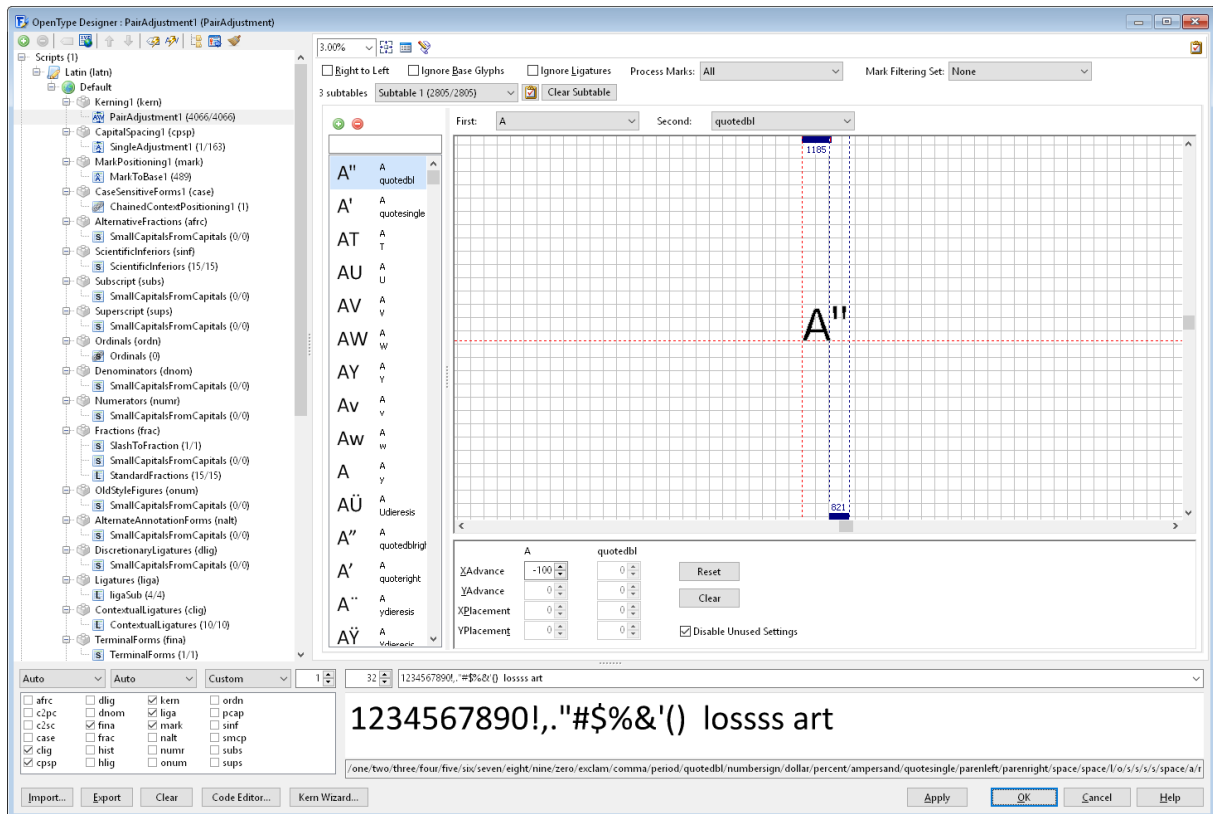 OpenType Designer : PairAdjustment1 (PairAdjustment)
3.00%
Right to Left Ignore Base Glyphs Ignore Ligatures Process Marks: All Mark Filtering Set: None
3 subtables Subtable 1 (2805/2805) Clear Subtable
Scripts (1)
Latin (latn)
Default
Kerning1 (kern)
PairAdjustment1 (4066/4066)
CapitalSpacing1 (cpsp)
SingleAdjustment1 (1/163)
MarkPositioning1 (mark)
MarkToBase1 (489)
CaseSensitiveForms1 (case)
ChainedContextPositioning1 (1)
AlternativeFractions (afrc)
SmallCapitalsFromCapitals (0/0)
ScientificInferiors (sinf)
ScientificInferiors (15/15)
Subscript (subs)
SmallCapitalsFromCapitals (0/0)
Superscript (sups)
SmallCapitalsFromCapitals (0/0)
Ordinals (ordn)
Ordinals (0)
Denominators (dnom)
SmallCapitalsFromCapitals (0/0)
Numerators (numr)
SmallCapitalsFromCapitals (0/0)
Fractions (frac)
SlashToFraction (1/1)
SmallCapitalsFromCapitals (0/0)
StandardFractions (15/15)
OldStyleFigures (onum)
SmallCapitalsFromCapitals (0/0)
AlternateAnnotationForms (nalt)
SmallCapitalsFromCapitals (0/0)
DiscretionaryLigatures (dlig)
SmallCapitalsFromCapitals (0/0)
Ligatures (liga)
ligaSub (4/4)
ContextualLigatures (clig)
ContextualLigatures (10/10)
TerminalForms (fina)
TerminalForms (1/1)
First: A Second: quotedbl
A" A quotedbl
A' A quotesingle
AT A T
AU A U
AV A V
AW A W
AY A Y
Av A v
Aw A w
A A y
AÜ A Udieresis
A” A quotedblrigh
A’ A quoteright
A¨ A ydieresis
AŸ A Ydieresis
1185
A"
821
A quotedbl
XAdvance -100 0 Reset
YAdvance 0 0 Clear
XPlacement 0 0
YPlacement 0 0 Disable Unused Settings
Auto Auto Custom 1 32 1234567890!,."#$%&'() lossss art
afrc dlig kern ordn
c2pc dnom liga pcap
c2sc fina mark sinf
case frac nalt smcp
clig hist numr subs
cpsp hlig onum sups
1234567890!,."#$%&'() lossss art
/one/two/three/four/five/six/seven/eight/nine/zero/exclam/comma/period/quotedbl/numbersign/dollar/percent/ampersand/quotesingle/parenleft/parenright/space/space/l/o/s/s/s/s/space/a/r
Import... Export Clear Code Editor... Kern Wizard... Apply OK Cancel Help